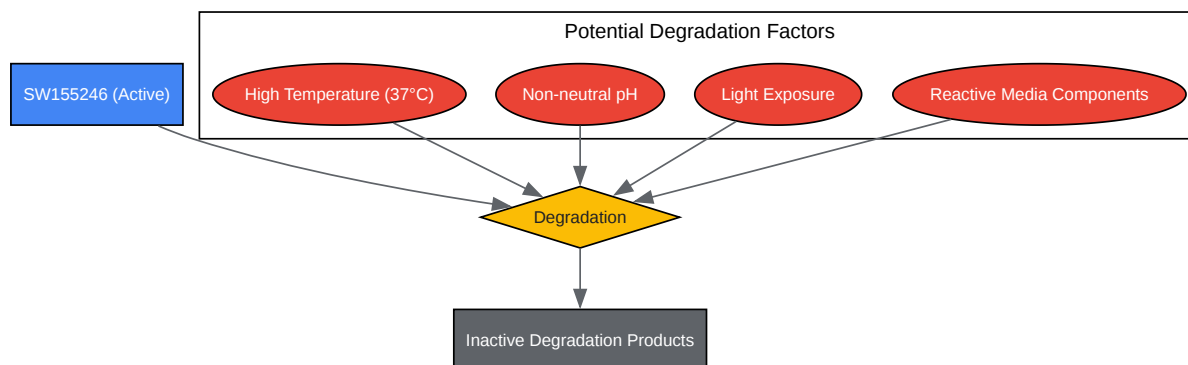 Potential Degradation Factors
SW155246 (Active)
High Temperature (37°C)
Non-neutral pH
Light Exposure
Reactive Media Components
Degradation
Inactive Degradation Products